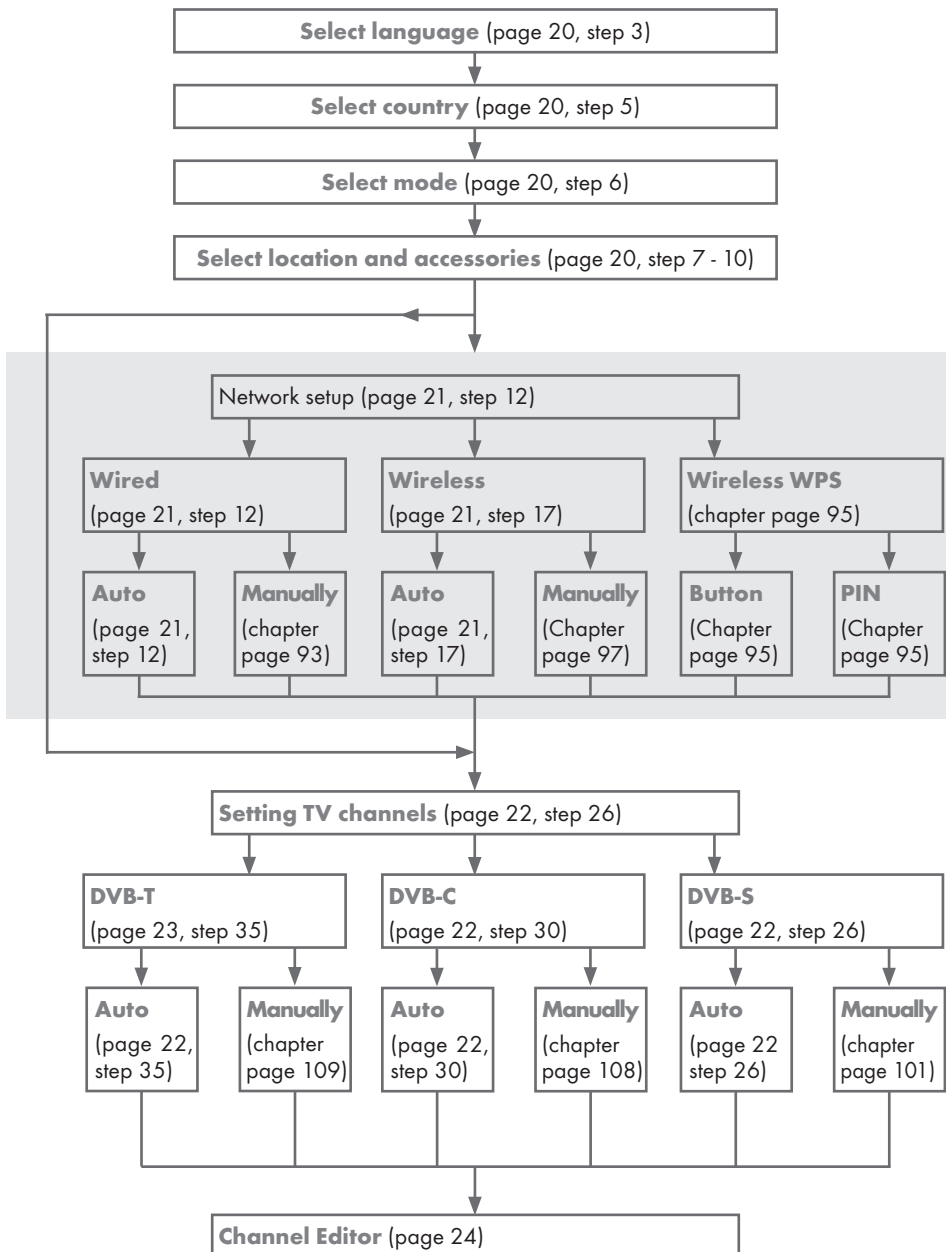 Select language (page 20, step 3)
Select country (page 20, step 5)
Select mode (page 20, step 6)
Select location and accessories (page 20, step 7 - 10)
Network setup (page 21, step 12)
Wired
(page 21, step 12)
Wireless
(page 21, step 17)
Wireless WPS
(chapter page 95)
Auto
(page 21,
step 12)
Manually
(chapter
page 93)
Auto
(page 21,
step 17)
Manually
(Chapter
page 97)
Button
(Chapter
page 95)
PIN
(Chapter
page 95)
Setting TV channels (page 22, step 26)
DVB-T
(page 23, step 35)
DVB-C
(page 22, step 30)
DVB-S
(page 22, step 26)
Auto
(page 22,
step 35)
Manually
(chapter
page 109)
Auto
(page 22,
step 30)
Manually
(chapter
page 108)
Auto
(page 22
step 26)
Manually
(chapter
page 101)
Channel Editor (page 24)